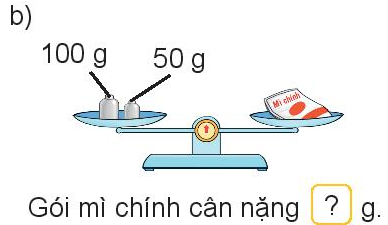 b)
100 g
50 g
Mì chính
Gói mì chính cân nặng ? g.